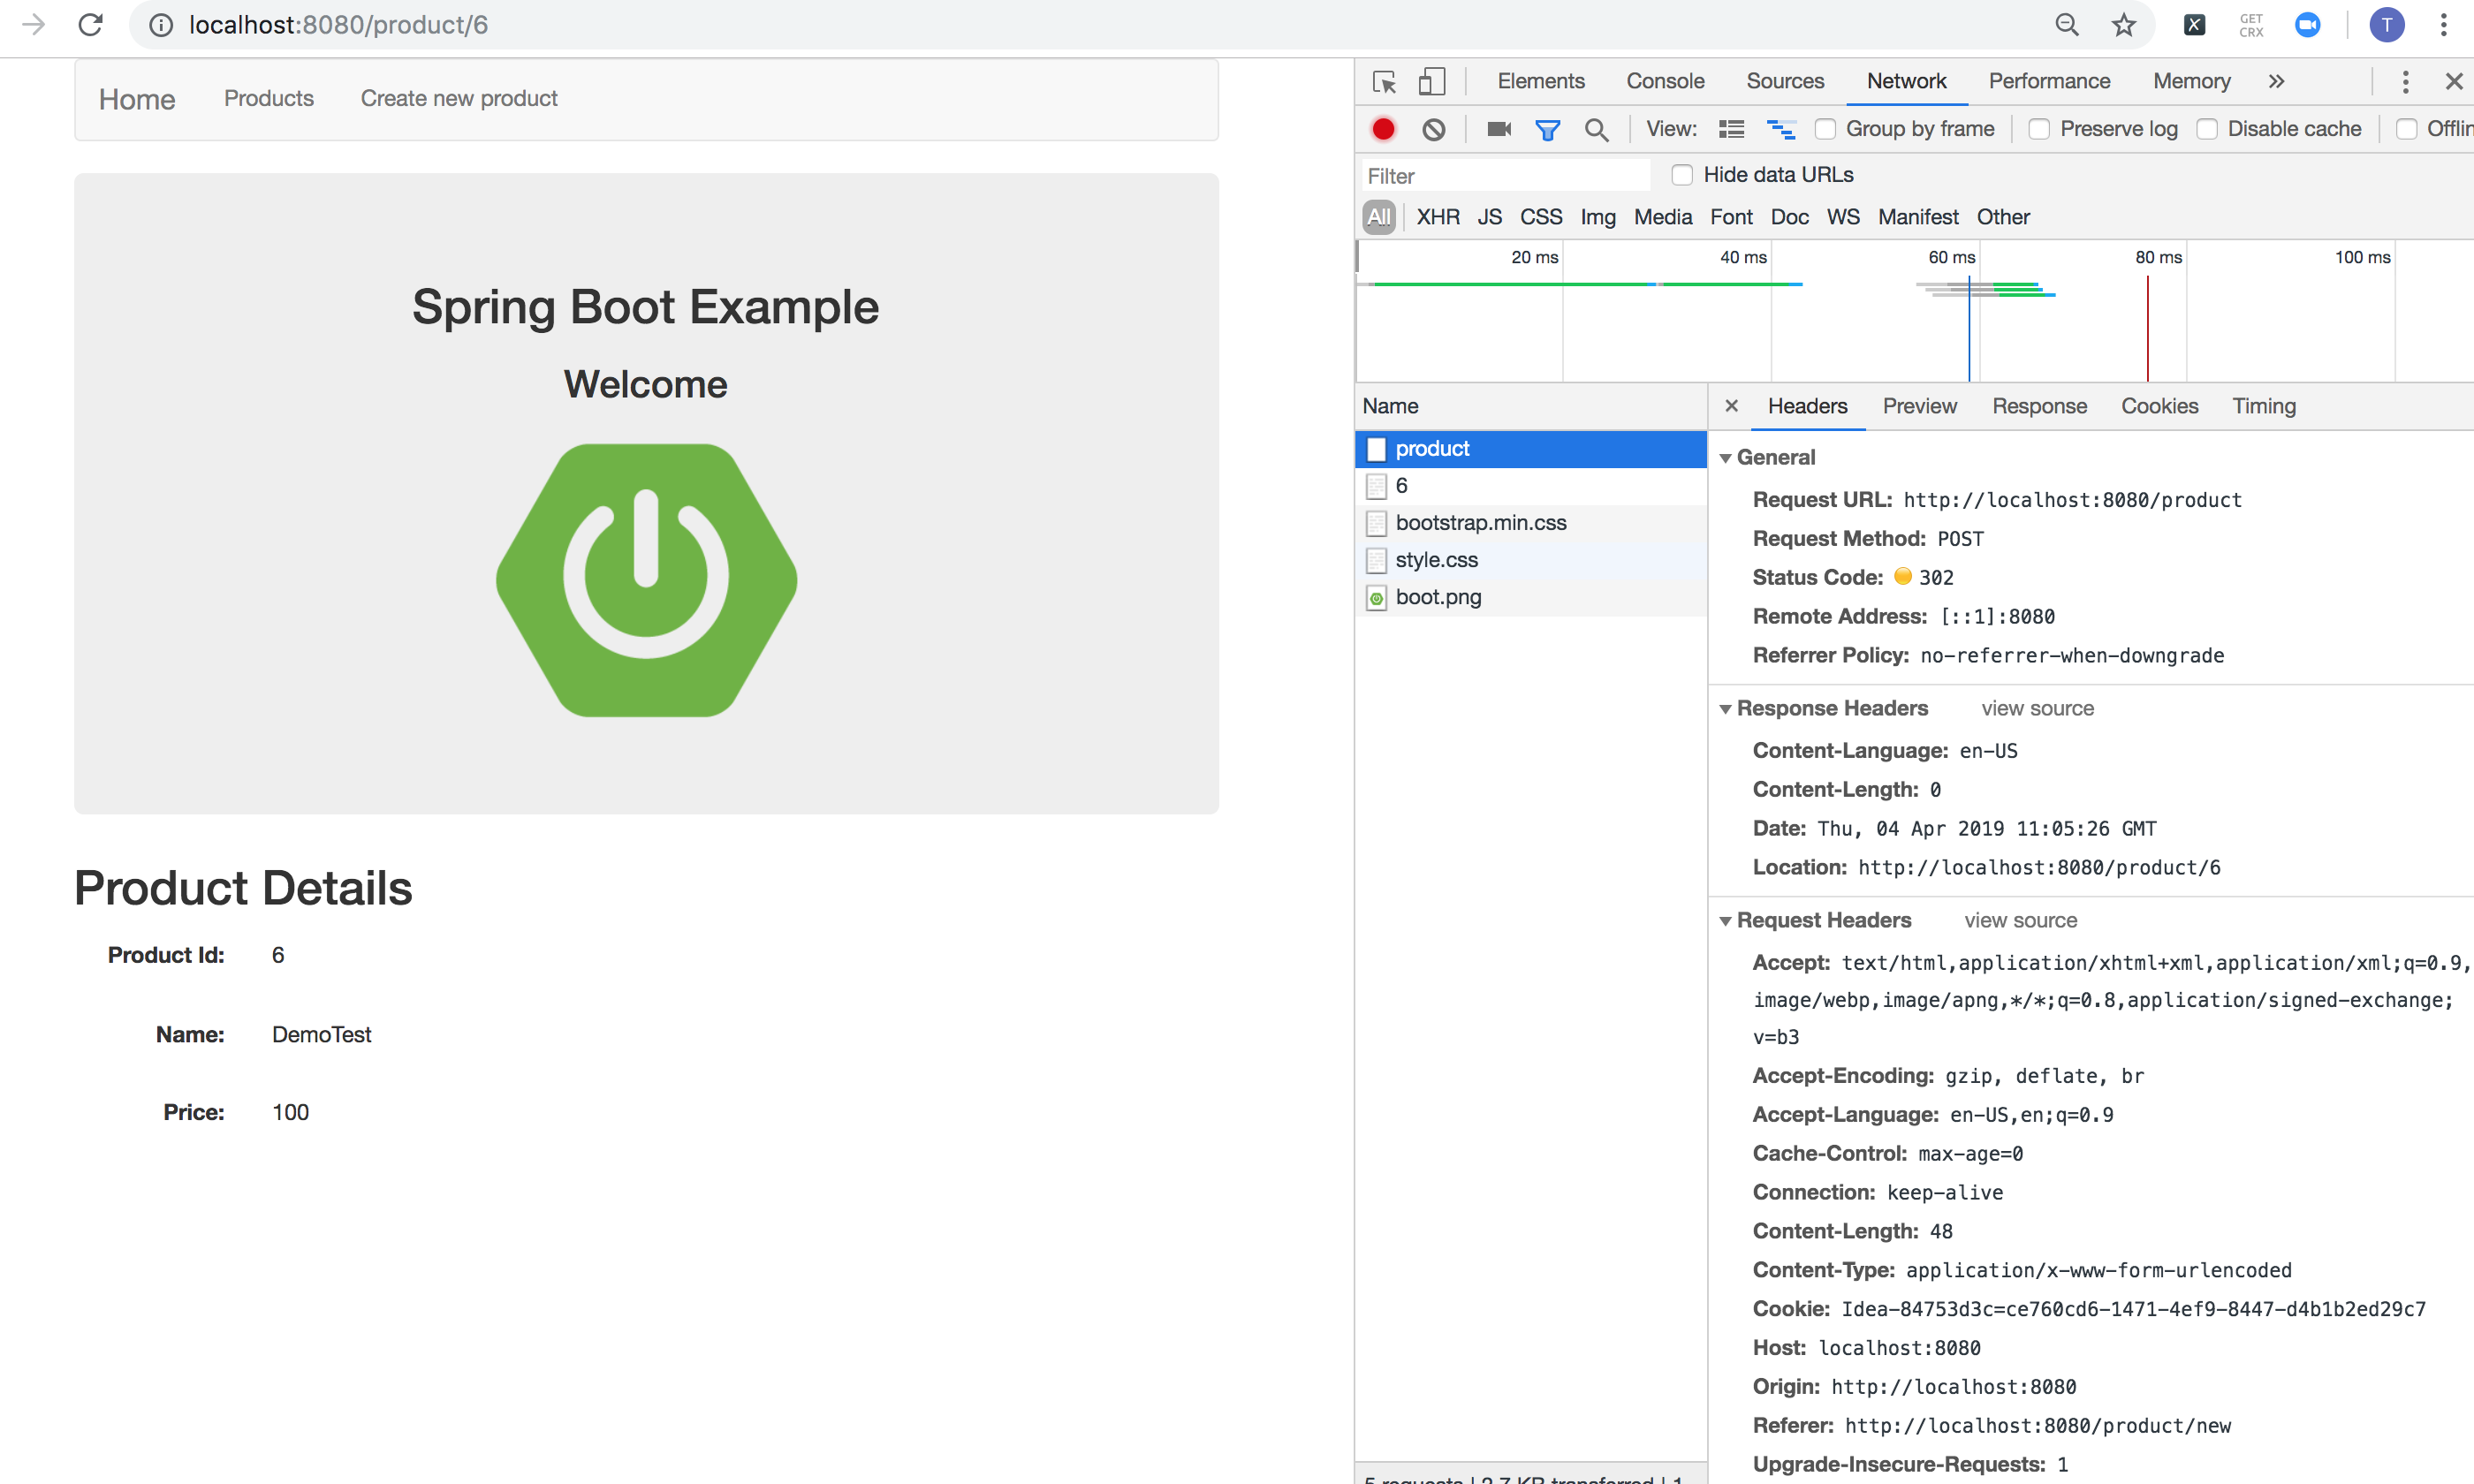 localhost:8080/product/6
GET
CRX
T
Home Products Create new product
Spring Boot Example
Welcome
Product Details
Product Id: 6
Name: DemoTest
Price: 100
Elements Console Sources Network Performance Memory »
View: Group by frame Preserve log Disable cache Offlin
Filter Hide data URLs
All XHR JS CSS Img Media Font Doc WS Manifest Other
20 ms 40 ms 60 ms 80 ms 100 ms
Name
product
6
bootstrap.min.css
style.css
boot.png
5 requests | 2.7 KB transferred | 1
× Headers Preview Response Cookies Timing
General
Request URL: http://localhost:8080/product
Request Method: POST
Status Code: 302
Remote Address: [::1]:8080
Referrer Policy: no-referrer-when-downgrade
Response Headers view source
Content-Language: en-US
Content-Length: 0
Date: Thu, 04 Apr 2019 11:05:26 GMT
Location: http://localhost:8080/product/6
Request Headers view source
Accept: text/html,application/xhtml+xml,application/xml;q=0.9,
image/webp,image/apng,*/*;q=0.8,application/signed-exchange;
v=b3
Accept-Encoding: gzip, deflate, br
Accept-Language: en-US,en;q=0.9
Cache-Control: max-age=0
Connection: keep-alive
Content-Length: 48
Content-Type: application/x-www-form-urlencoded
Cookie: Idea-84753d3c=ce760cd6-1471-4ef9-8447-d4b1b2ed29c7
Host: localhost:8080
Origin: http://localhost:8080
Referer: http://localhost:8080/product/new
Upgrade-Insecure-Requests: 1